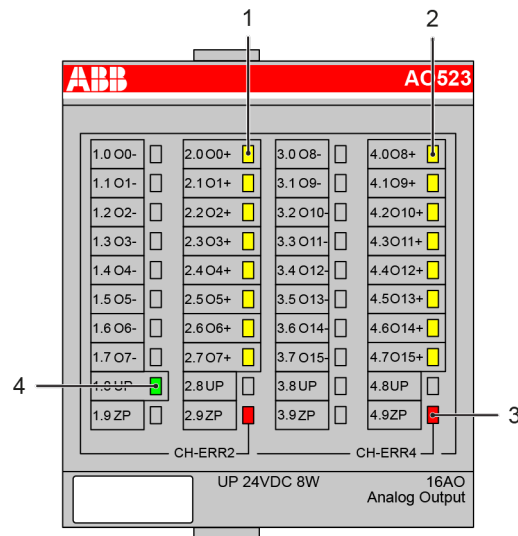 1
2
ABB
AO523
1.0 O0-
2.0 O0+
3.0 O8-
4.0 O8+
1.1 O1-
2.1 O1+
3.1 O9-
4.1 O9+
1.2 O2-
2.2 O2+
3.2 O10-
4.2 O10+
1.3 O3-
2.3 O3+
3.3 O11-
4.3 O11+
1.4 O4-
2.4 O4+
3.4 O12-
4.4 O12+
1.5 O5-
2.5 O5+
3.5 O13-
4.5 O13+
1.6 O6-
2.6 O6+
3.6 O14-
4.6 O14+
1.7 O7-
2.7 O7+
3.7 O15-
4.7 O15+
4
1.8 UP
2.8 UP
3.8 UP
4.8 UP
1.9 ZP
2.9 ZP
3.9 ZP
4.9 ZP
3
CH-ERR2
CH-ERR4
UP 24VDC 8W
16AO
Analog Output